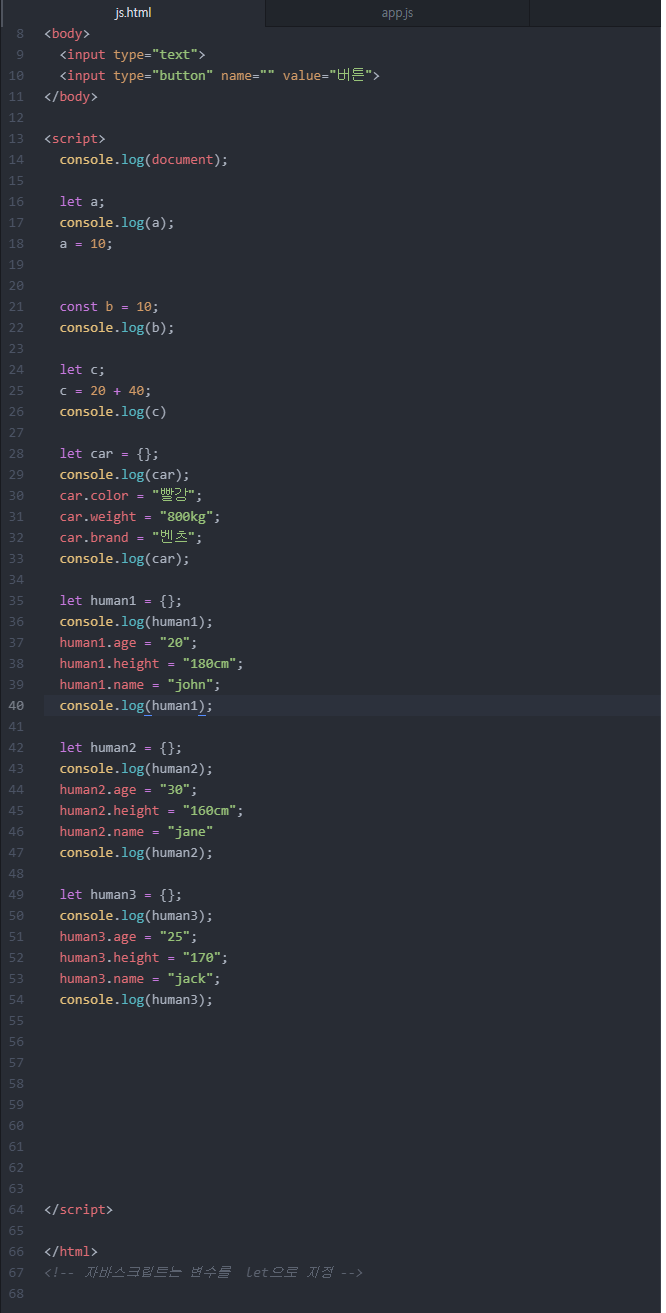 js.html
app.js
8 <body>
9 <input type="text">
10 <input type="button" name="" value="버튼">
11 </body>
12
13 <script>
14 console.log(document);
15
16 let a;
17 console.log(a);
18 a = 10;
19
20
21 const b = 10;
22 console.log(b);
23
24 let c;
25 c = 20 + 40;
26 console.log(c)
27
28 let car = {};
29 console.log(car);
30 car.color = "빨강";
31 car.weight = "800kg";
32 car.brand = "벤츠";
33 console.log(car);
34
35 let human1 = {};
36 console.log(human1);
37 human1.age = "20";
38 human1.height = "180cm";
39 human1.name = "john";
40 console.log(human1);
41
42 let human2 = {};
43 console.log(human2);
44 human2.age = "30";
45 human2.height = "160cm";
46 human2.name = "jane"
47 console.log(human2);
48
49 let human3 = {};
50 console.log(human3);
51 human3.age = "25";
52 human3.height = "170";
53 human3.name = "jack";
54 console.log(human3);
55
56
57
58
59
60
61
62
63
64 </script>
65
66 </html>
67 <!-- 자바스크립트는 변수를  let으로 지정 -->
68